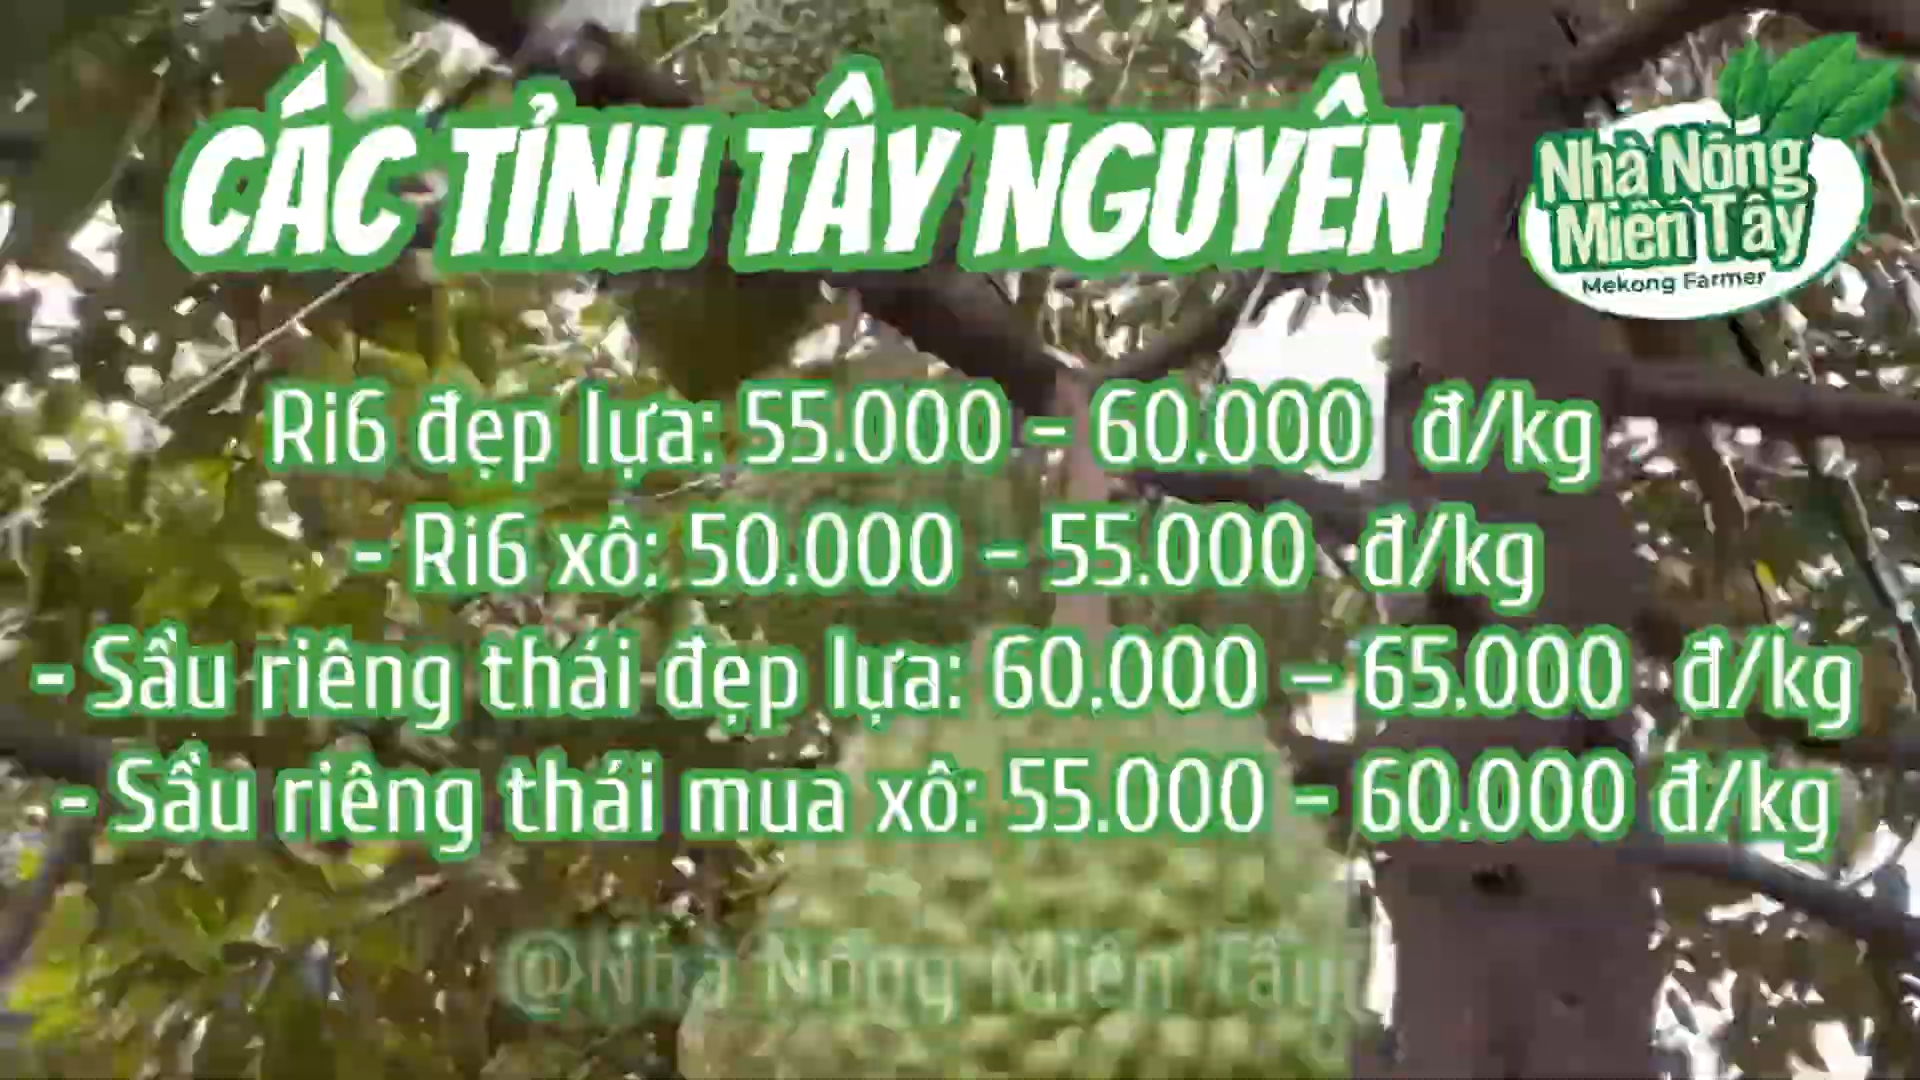 CÁC TỈNH TÂY NGUYÊN
Nhà Nông
Miền Tây
Mekong Farmer
Ri6 đẹp lựa: 55.000 – 60.000 đ/kg
- Ri6 xô: 50.000 – 55.000 đ/kg
- Sầu riêng thái đẹp lựa: 60.000 – 65.000 đ/kg
- Sầu riêng thái mua xô: 55.000 – 60.000 đ/kg
@Nhà Nông Miền Tây